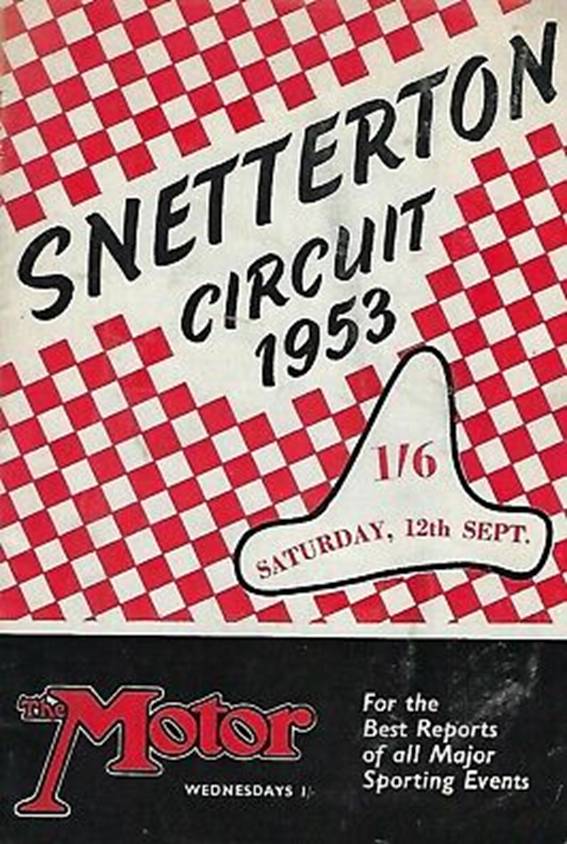 SNETTERTON
CIRCUIT
1953
1/6
SATURDAY, 12th SEPT.
The Motor
WEDNESDAYS 1/-
For the
Best Reports
of all Major
Sporting Events